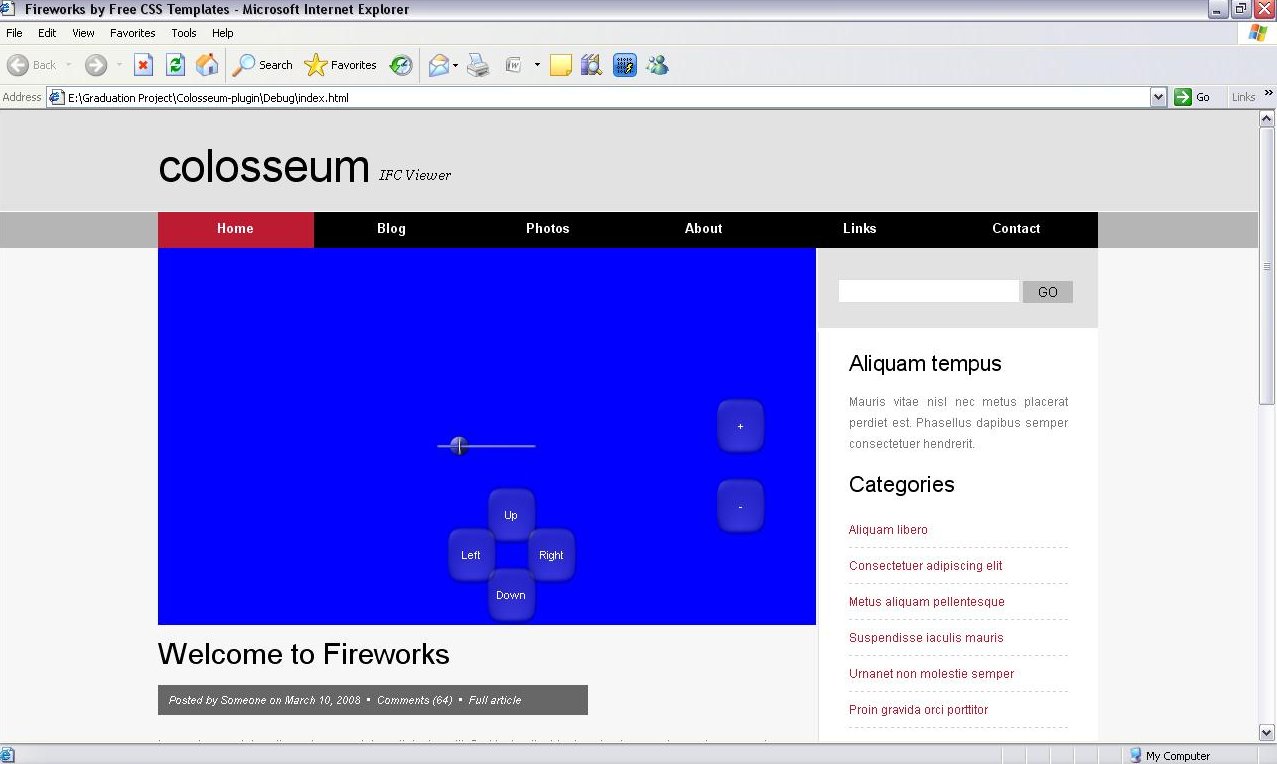 Fireworks by Free CSS Templates - Microsoft Internet Explorer
File Edit View Favorites Tools Help
Back Search Favorites
Address E:\Graduation Project\Colosseum-plugin\Debug\index.html Go Links »
colosseum IFC Viewer
Home Blog Photos About Links Contact
GO
+
-
Up
Left Right
Down
Aliquam tempus
Mauris vitae nisl nec metus placerat
perdiet est. Phasellus dapibus semper
consectetuer hendrerit.
Categories
Aliquam libero
Consectetuer adipiscing elit
Metus aliquam pellentesque
Suspendisse iaculis mauris
Urnanet non molestie semper
Proin gravida orci porttitor
Welcome to Fireworks
Posted by Someone on March 10, 2008 • Comments (64) • Full article
My Computer